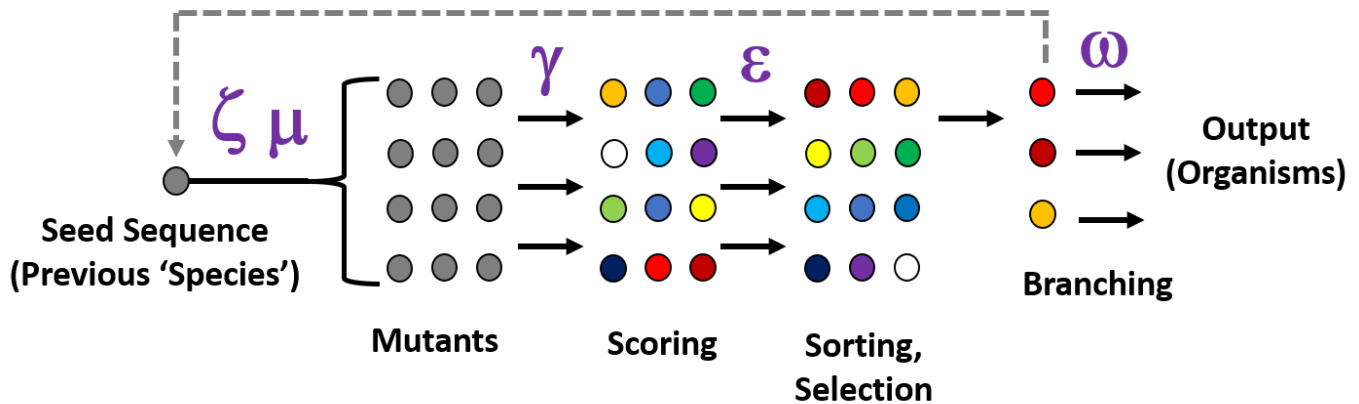 ζ μ
γ
ε
ω
Seed Sequence
(Previous ‘Species’)
Mutants
Scoring
Sorting,
Selection
Branching
Output
(Organisms)